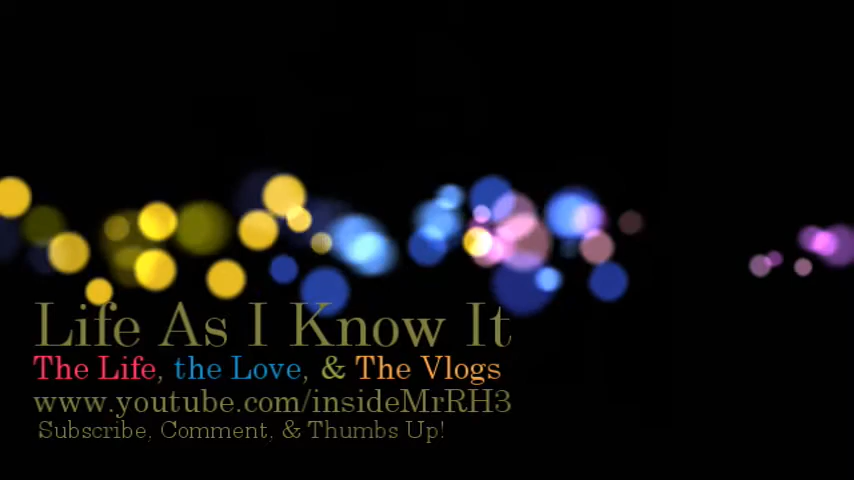 Life As I Know It
The Life, the Love, & The Vlogs
www.youtube.com/insideMrRH3
Subscribe, Comment, & Thumbs Up!